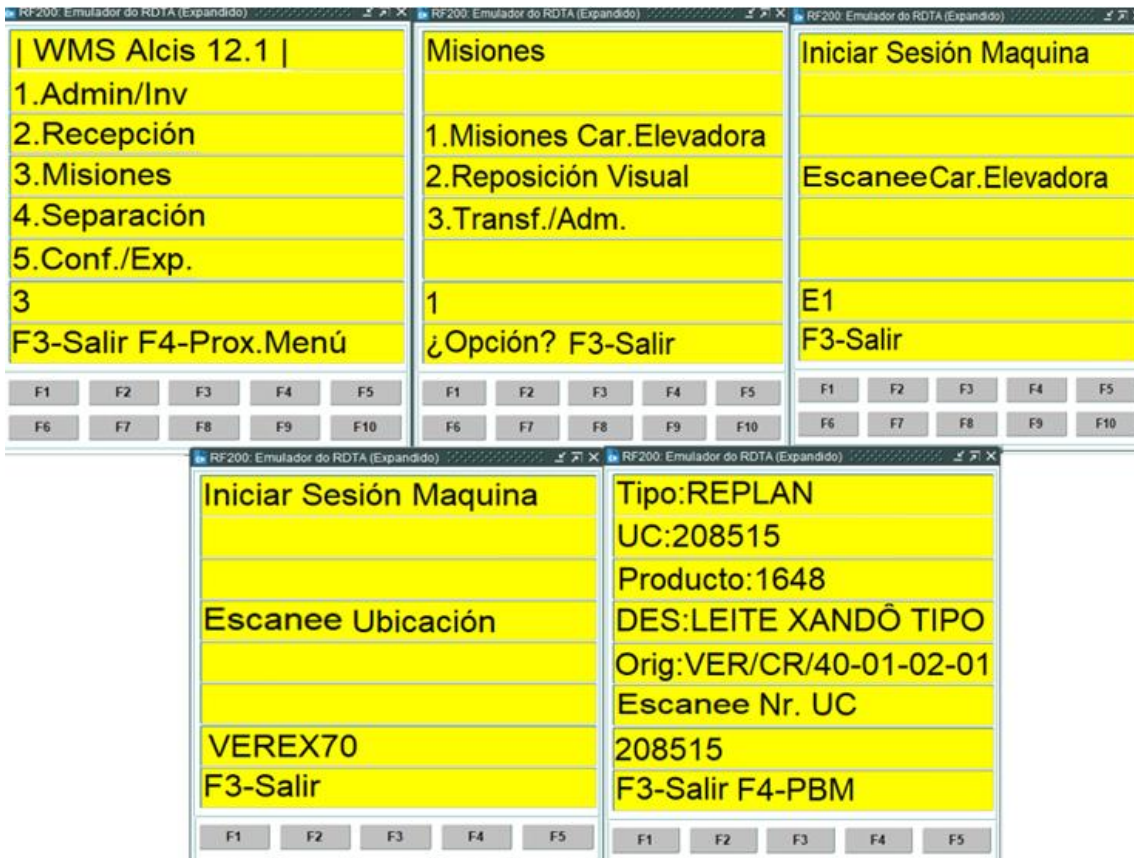 RF200: Emulador do RDTA (Expandido)
| WMS Alcis 12.1 |
1.Admin/Inv
2.Recepción
3.Misiones
4.Separación
5.Conf./Exp.
3
F3-Salir F4-Prox.Menú
F1 F2 F3 F4 F5
F6 F7 F8 F9 F10
RF200: Emulador do RDTA (Expandido)
Misiones
1.Misiones Car.Elevadora
2.Reposición Visual
3.Transf./Adm.
1
¿Opción? F3-Salir
F1 F2 F3 F4 F5
F6 F7 F8 F9 F10
RF200: Emulador do RDTA (Expandido)
Iniciar Sesión Maquina
Escanee Car.Elevadora
E1
F3-Salir
F1 F2 F3 F4 F5
F6 F7 F8 F9 F10
RF200: Emulador do RDTA (Expandido)
Iniciar Sesión Maquina
Escanee Ubicación
VEREX70
F3-Salir
F1 F2 F3 F4 F5
RF200: Emulador do RDTA (Expandido)
Tipo:REPLAN
UC:208515
Producto:1648
DES:LEITE XANDÔ TIPO
Orig:VER/CR/40-01-02-01
Escanee Nr. UC
208515
F3-Salir F4-PBM
F1 F2 F3 F4 F5